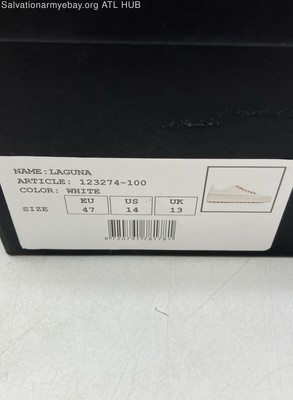 Salvationarmyebay.org ATL HUB
NAME:LAGUNA
ARTICLE: 123274-100
COLOR: WHITE
SIZE
EU US UK
47 14 13